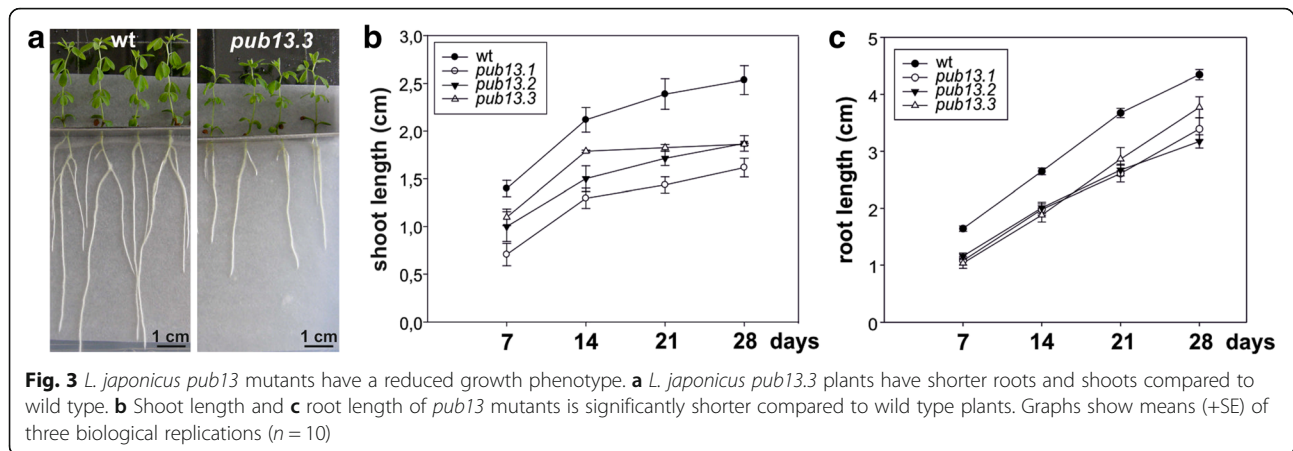 a
wt
pub13.3
1 cm
1 cm
b
3,0
2,5
2,0
1,5
1,0
0,5
0,0
shoot length (cm)
wt
pub13.1
pub13.2
pub13.3
7 14 21 28 days
c
5
4
3
2
1
0
root length (cm)
wt
pub13.1
pub13.2
pub13.3
7 14 21 28 days
Fig. 3 L. japonicus pub13 mutants have a reduced growth phenotype. a L. japonicus pub13.3 plants have shorter roots and shoots compared to
wild type. b Shoot length and c root length of pub13 mutants is significantly shorter compared to wild type plants. Graphs show means (+SE) of
three biological replications (n = 10)